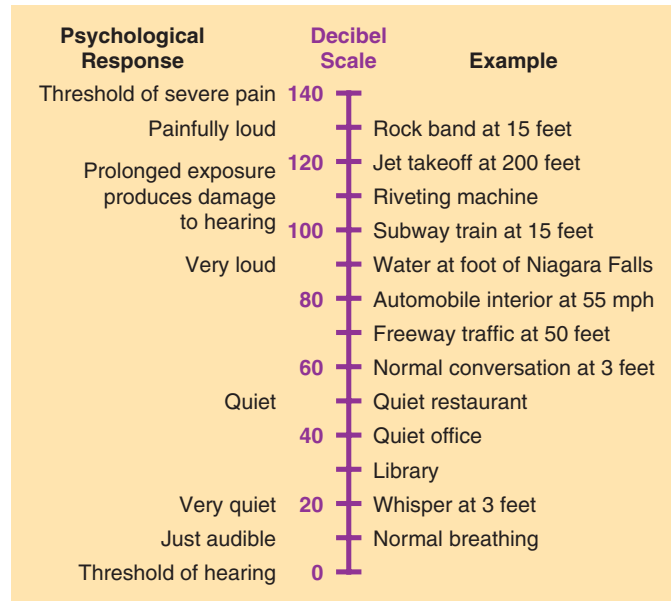 Psychological Response
Decibel Scale
Example
Threshold of severe pain 140
Painfully loud Rock band at 15 feet
Prolonged exposure produces damage to hearing
120 Jet takeoff at 200 feet
Riveting machine
100 Subway train at 15 feet
Very loud Water at foot of Niagara Falls
80 Automobile interior at 55 mph
Freeway traffic at 50 feet
60 Normal conversation at 3 feet
Quiet Quiet restaurant
40 Quiet office
Library
Very quiet 20 Whisper at 3 feet
Just audible Normal breathing
Threshold of hearing 0